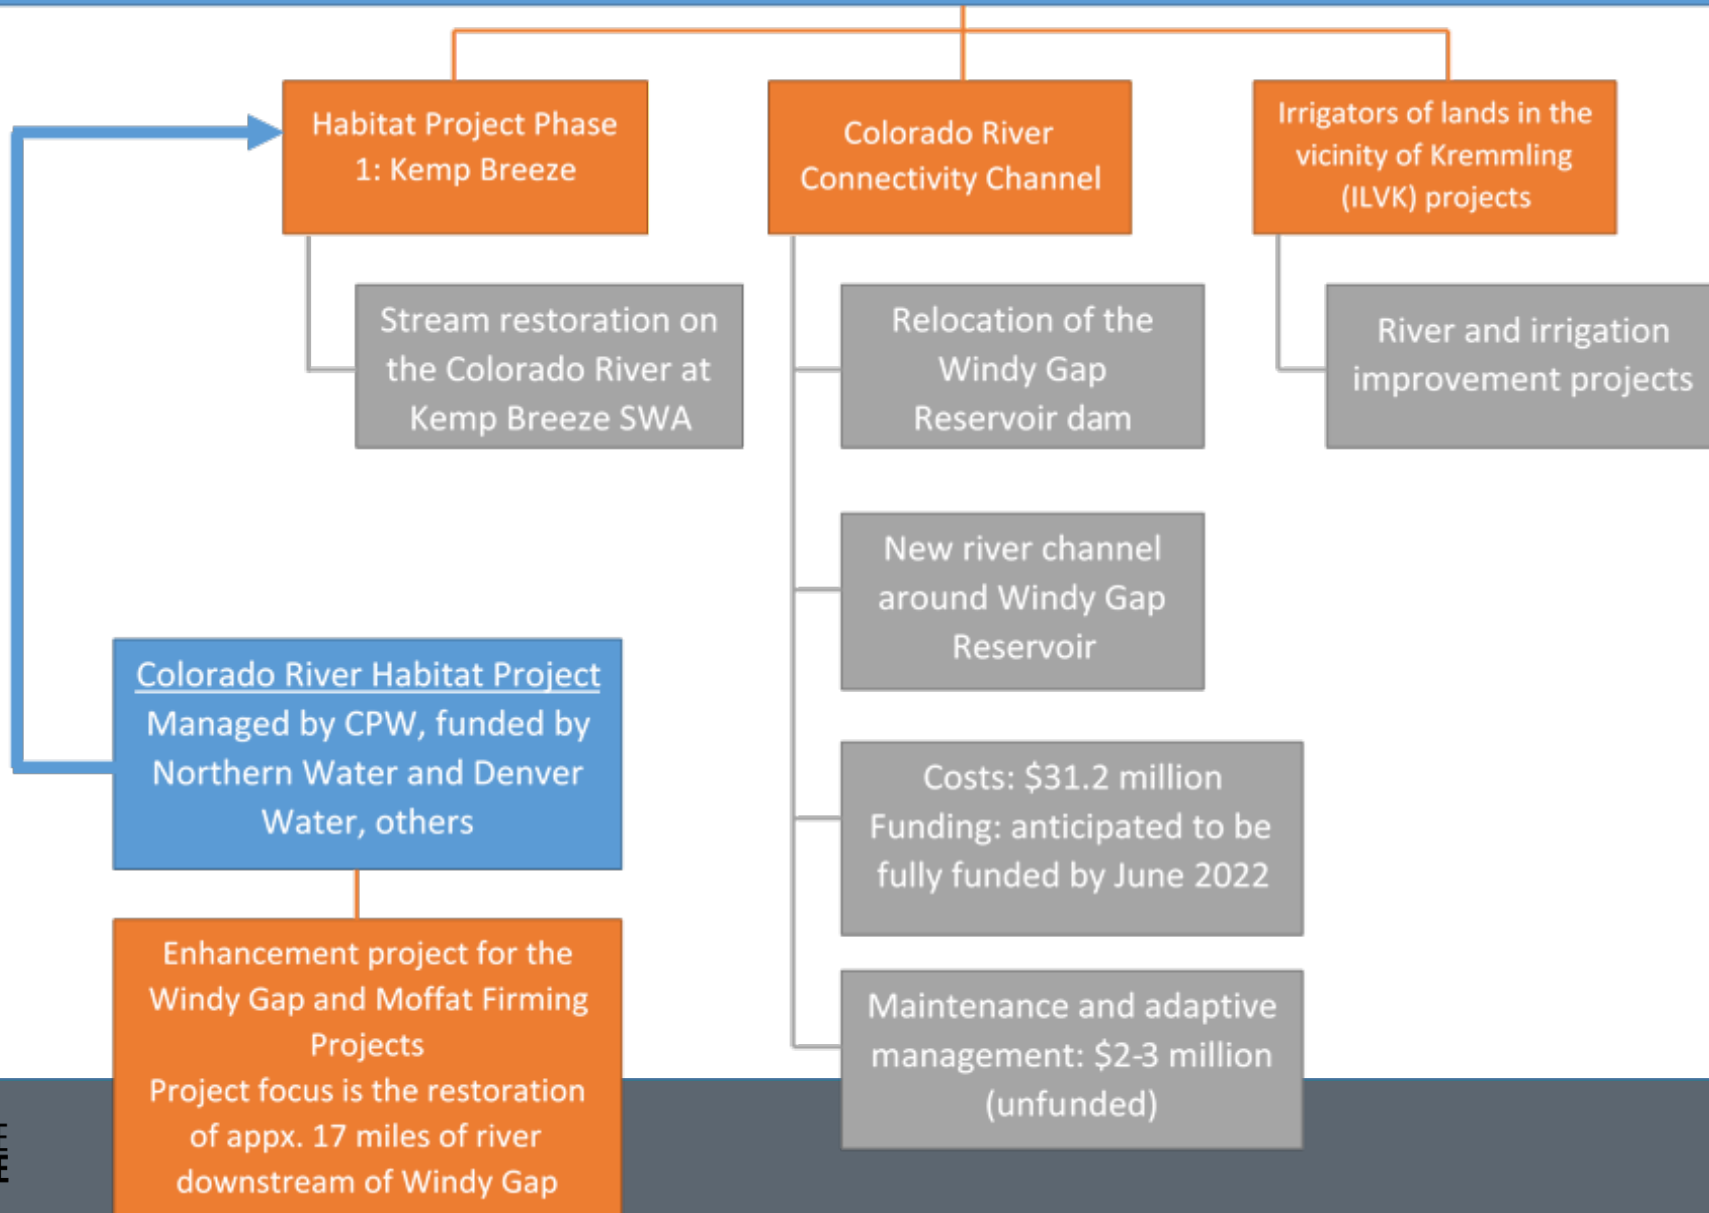 Habitat Project Phase
1: Kemp Breeze
Colorado River
Connectivity Channel
Irrigators of lands in the
vicinity of Kremmling
(ILVK) projects
Stream restoration on
the Colorado River at
Kemp Breeze SWA
Relocation of the
Windy Gap
Reservoir dam
River and irrigation
improvement projects
New river channel
around Windy Gap
Reservoir
Colorado River Habitat Project
Managed by CPW, funded by
Northern Water and Denver
Water, others
Costs: $31.2 million
Funding: anticipated to be
fully funded by June 2022
Enhancement project for the
Windy Gap and Moffat Firming
Projects
Project focus is the restoration
of appx. 17 miles of river
downstream of Windy Gap
Maintenance and adaptive
management: $2-3 million
(unfunded)